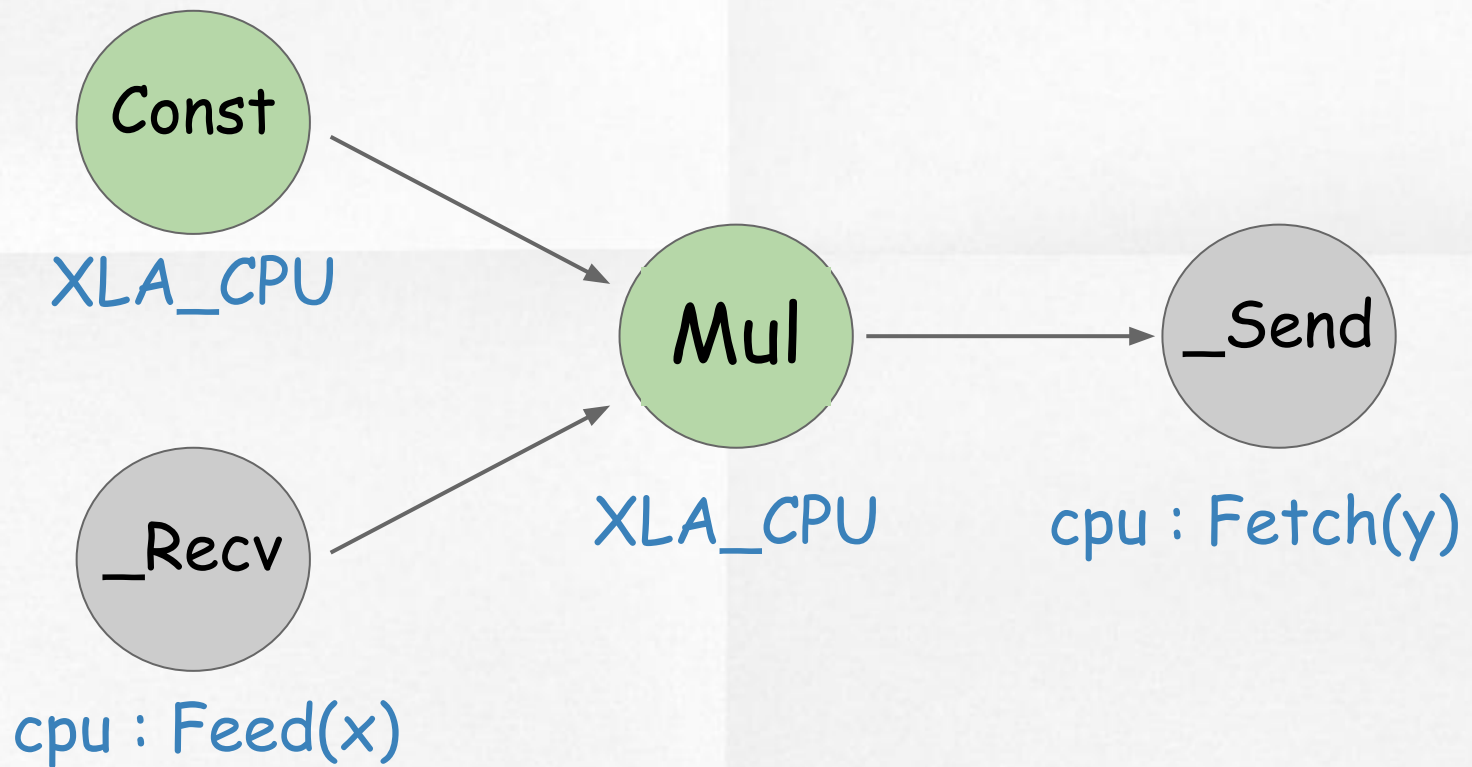 Const
XLA_CPU
_Recv
cpu : Feed(x)
Mul
XLA_CPU
_Send
cpu : Fetch(y)